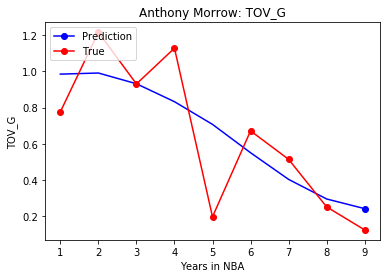 Anthony Morrow: TOV_G
Prediction
True
1.2
1.0
0.8
0.6
0.4
0.2
TOV_G
1 2 3 4 5 6 7 8 9
Years in NBA